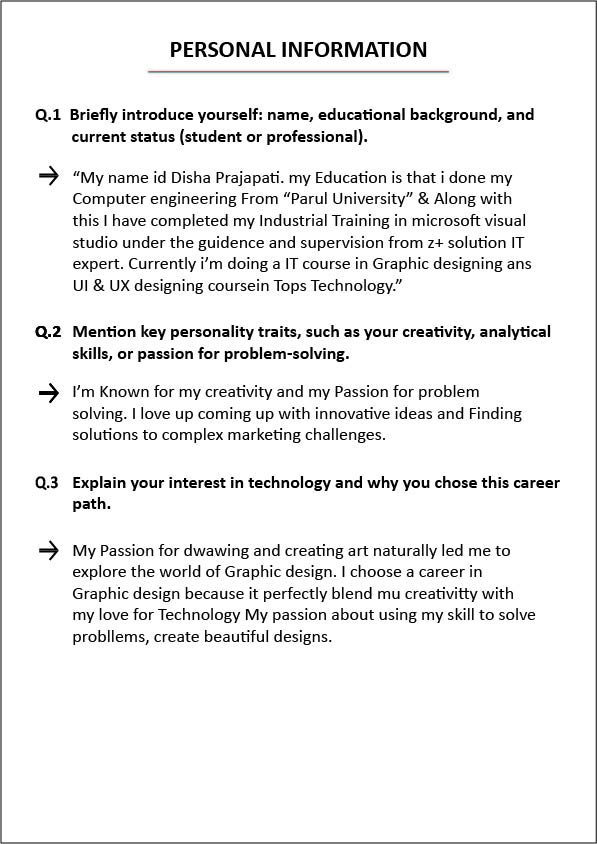 PERSONAL INFORMATION
Q.1 Briefly introduce yourself: name, educational background, and
current status (student or professional).
→ “My name id Disha Prajapati. my Education is that i done my
Computer engineering From “Parul University” & Along with
this I have completed my Industrial Training in microsoft visual
studio under the guidence and supervision from z+ solution IT
expert. Currently i’m doing a IT course in Graphic designing ans
UI & UX designing coursein Tops Technology.”
Q.2 Mention key personality traits, such as your creativity, analytical
skills, or passion for problem-solving.
→ I’m Known for my creativity and my Passion for problem
solving. I love up coming up with innovative ideas and Finding
solutions to complex marketing challenges.
Q.3 Explain your interest in technology and why you chose this career
path.
→ My Passion for dwawing and creating art naturally led me to
explore the world of Graphic design. I choose a career in
Graphic design because it perfectly blend mu creativitty with
my love for Technology My passion about using my skill to solve
probllems, create beautiful designs.